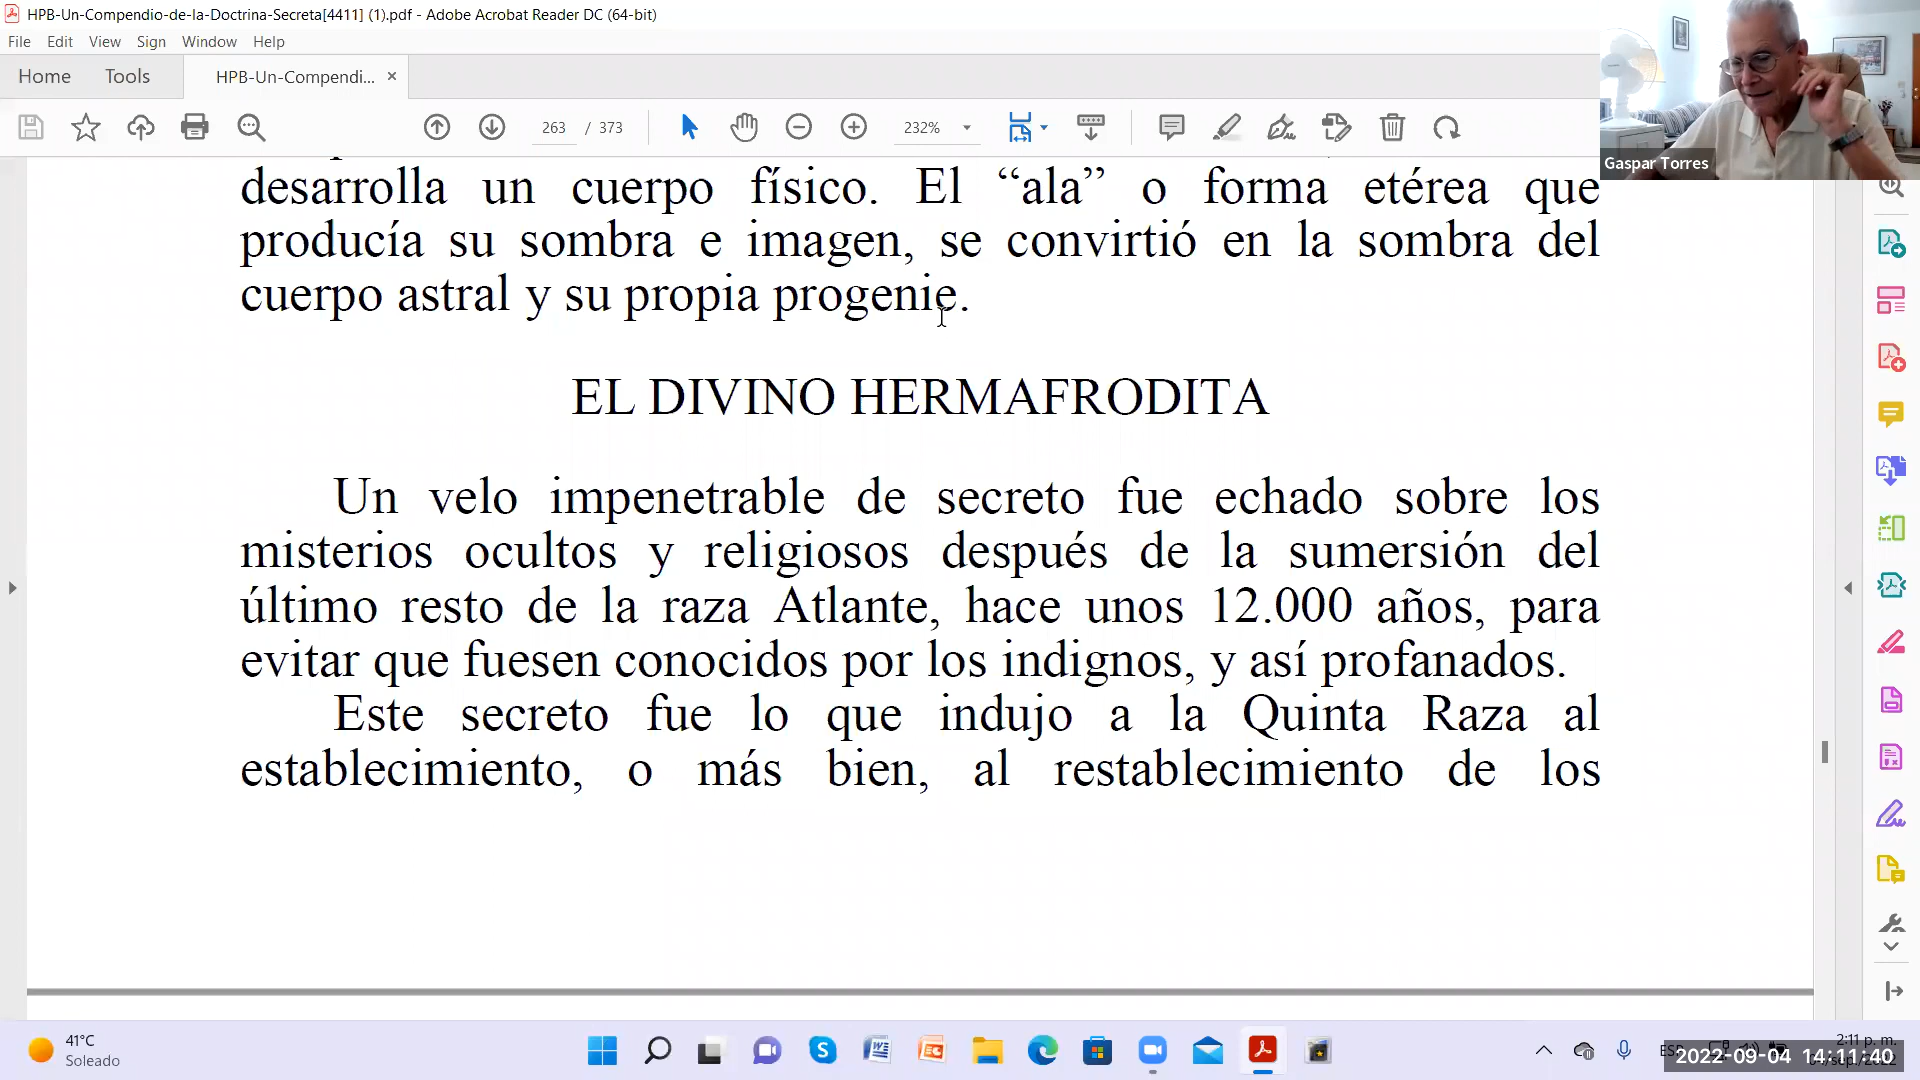 HPB-Un-Compendio-de-la-Doctrina-Secreta[4411] (1).pdf - Adobe Acrobat Reader DC (64-bit)
File Edit View Sign Window Help
Home Tools HPB-Un-Compendi... ×
263 / 373 232%
Gaspar Torres
desarrolla un cuerpo físico. El “ala” o forma etérea que
producía su sombra e imagen, se convirtió en la sombra del
cuerpo astral y su propia progenie.
EL DIVINO HERMAFRODITA
Un velo impenetrable de secreto fue echado sobre los
misterios ocultos y religiosos después de la sumersión del
último resto de la raza Atlante, hace unos 12.000 años, para
evitar que fuesen conocidos por los indignos, y así profanados.
Este secreto fue lo que indujo a la Quinta Raza al
establecimiento, o más bien, al restablecimiento de los
41°C
Soleado
2:11 p. m.
2022-09-04 14:11:40